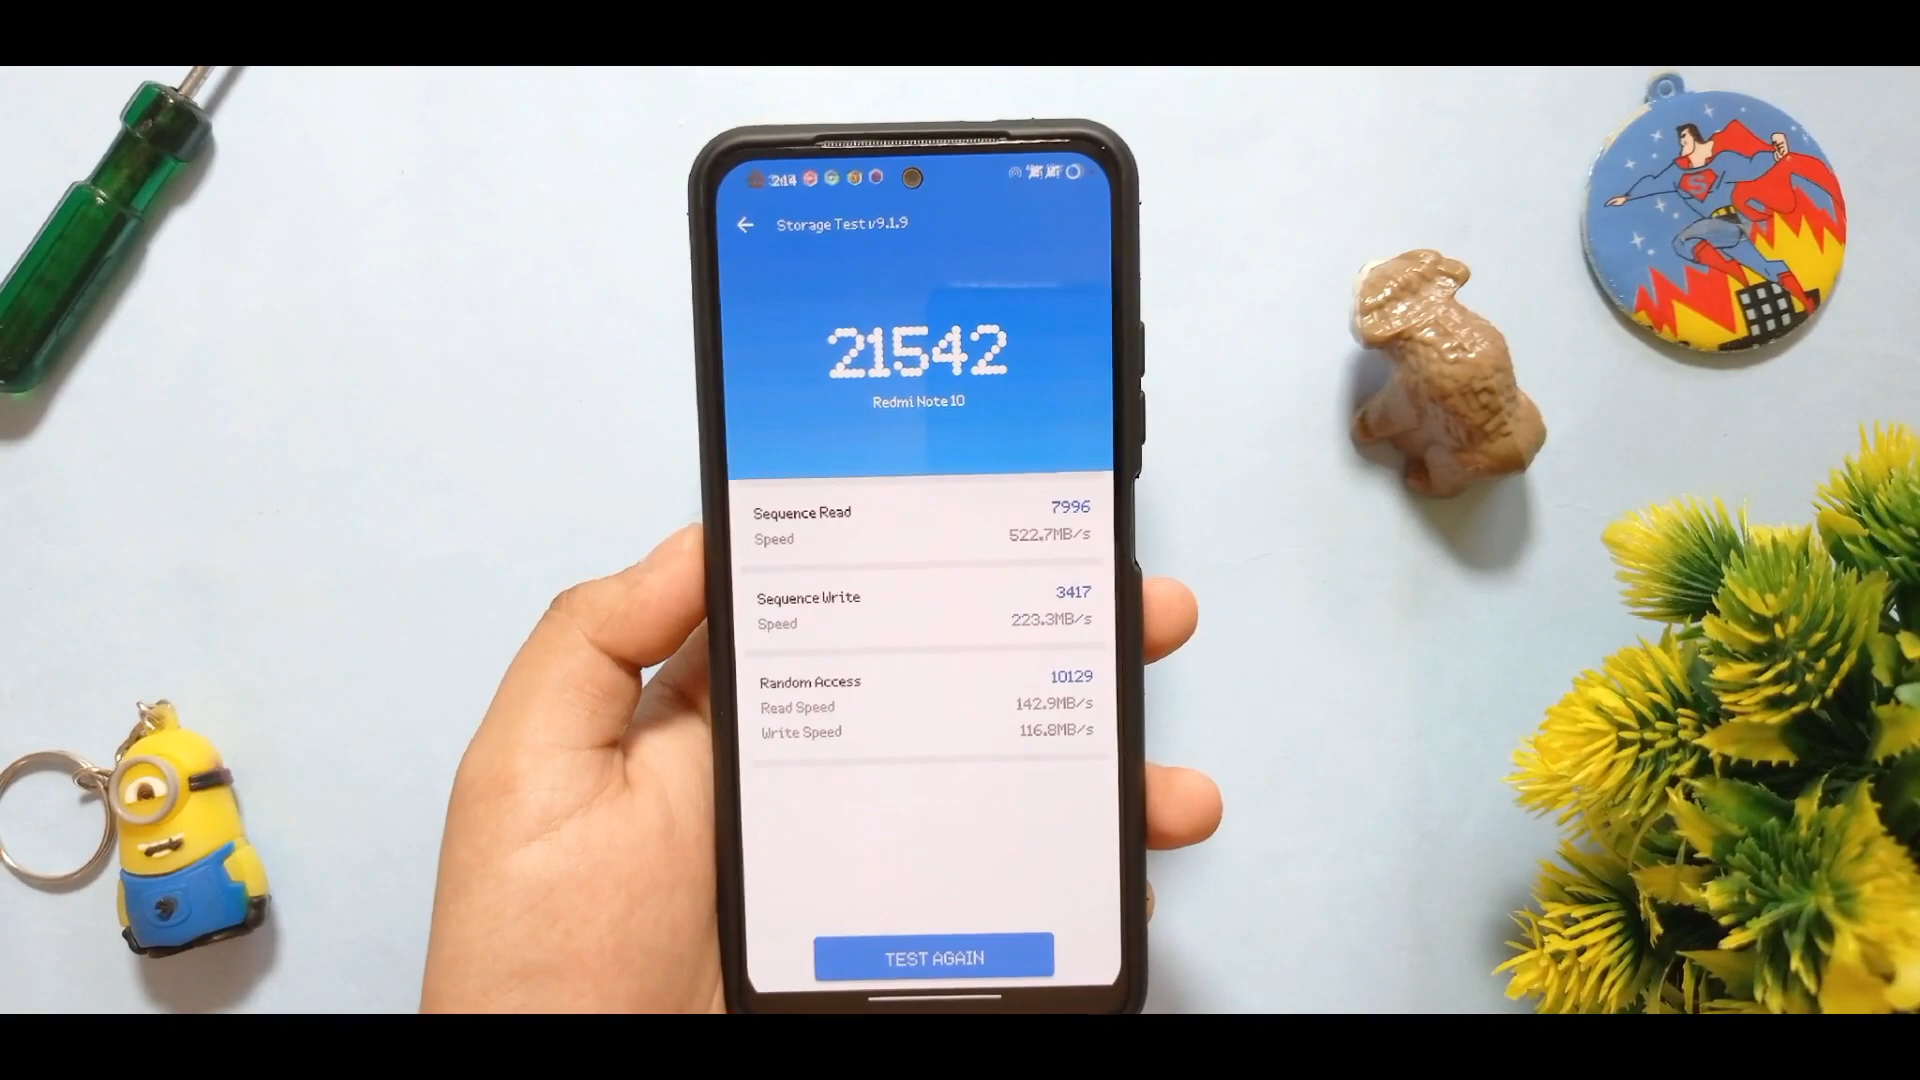 2:14
Storage Test v9.1.9
21542
Redmi Note 10
Sequence Read 7996
Speed 522.7MB/s
Sequence Write 3417
Speed 223.3MB/s
Random Access 10129
Read Speed 142.9MB/s
Write Speed 116.8MB/s
TEST AGAIN
S